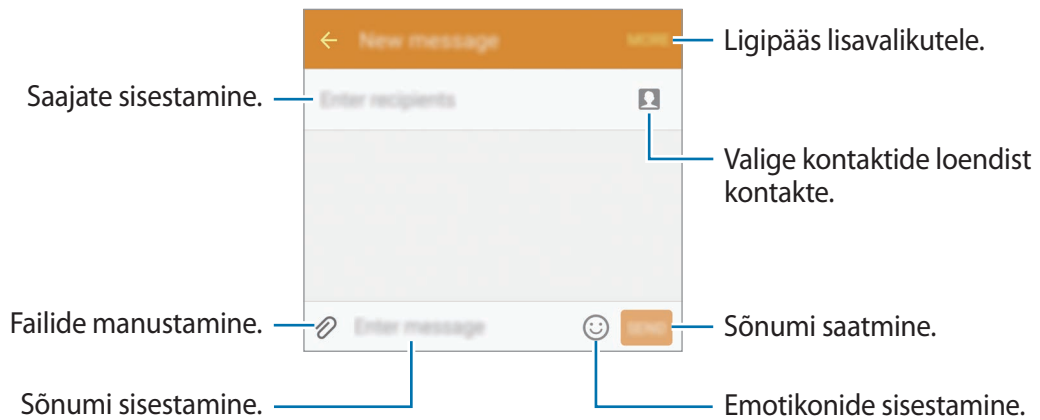 New message
MORE
Ligipääs lisavalikutele.
Saajate sisestamine.
Enter recipients
Valige kontaktide loendist
kontakte.
Failide manustamine.
Enter message
SEND
Sõnumi saatmine.
Sõnumi sisestamine.
Emotikonide sisestamine.